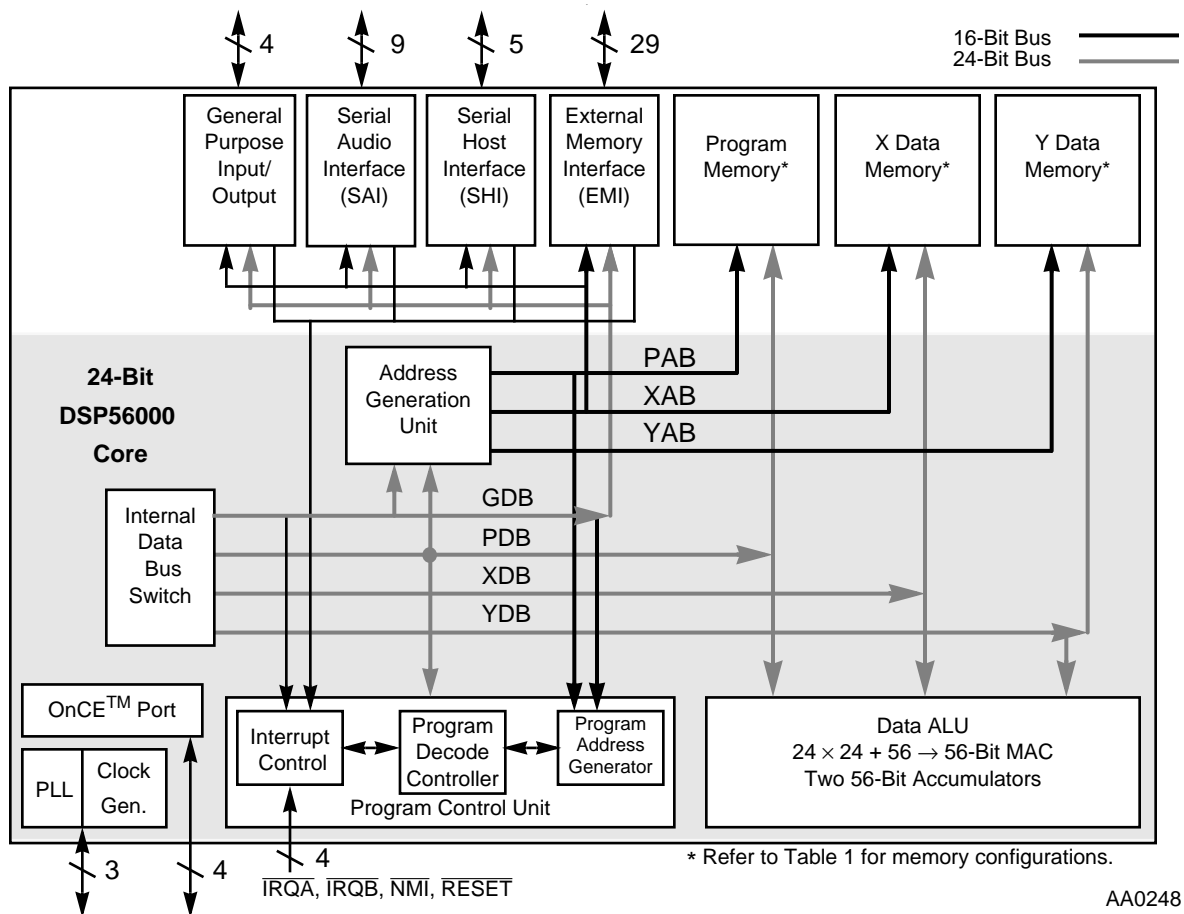 4
9
5
29
16-Bit Bus
24-Bit Bus
General
Purpose
Input/
Output
Serial
Audio
Interface
(SAI)
Serial
Host
Interface
(SHI)
External
Memory
Interface
(EMI)
Program
Memory*
X Data
Memory*
Y Data
Memory*
24-Bit
DSP56000
Core
Address
Generation
Unit
PAB
XAB
YAB
Internal
Data
Bus
Switch
GDB
PDB
XDB
YDB
OnCE™ Port
PLL
Clock
Gen.
Interrupt
Control
Program
Decode
Controller
Program
Address
Generator
Program Control Unit
Data ALU
24 × 24 + 56 → 56-Bit MAC
Two 56-Bit Accumulators
3
4
4
IRQA, IRQB, NMI, RESET
* Refer to Table 1 for memory configurations.
AA0248